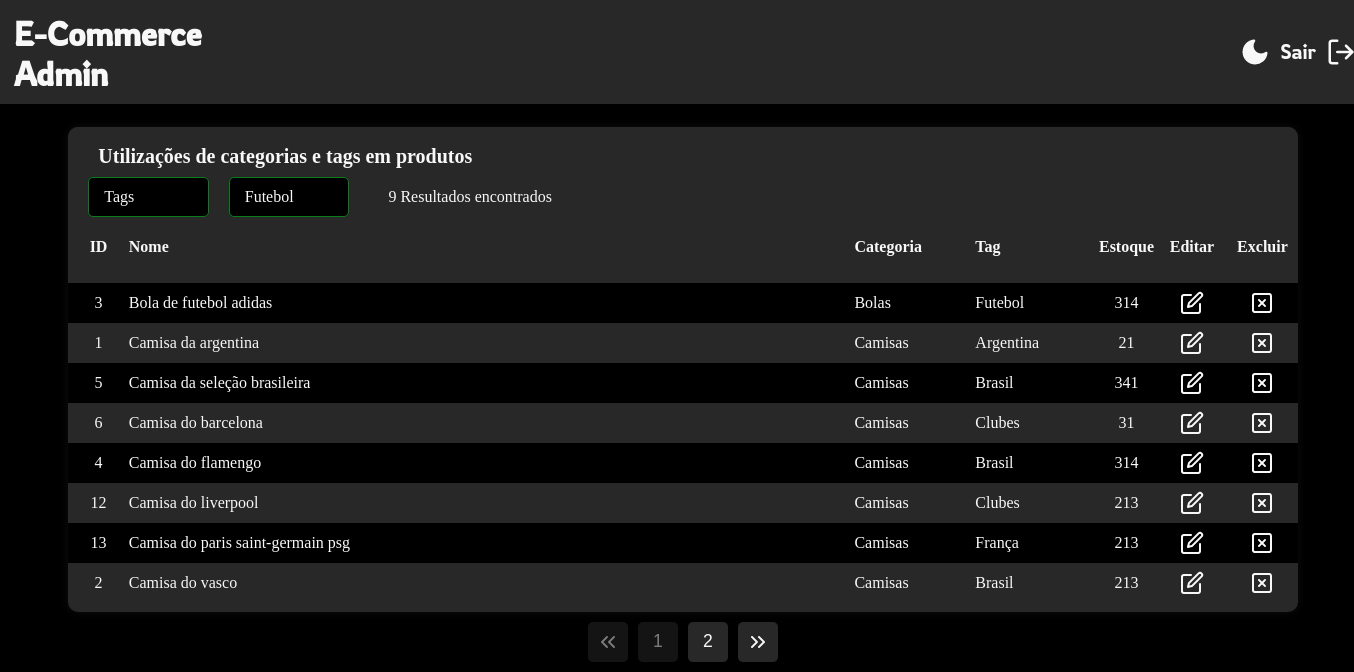 E-Commerce
Admin
Sair
Utilizações de categorias e tags em produtos
Tags Futebol 9 Resultados encontrados
ID Nome Categoria Tag Estoque Editar Excluir
3 Bola de futebol adidas Bolas Futebol 314
1 Camisa da argentina Camisas Argentina 21
5 Camisa da seleção brasileira Camisas Brasil 341
6 Camisa do barcelona Camisas Clubes 31
4 Camisa do flamengo Camisas Brasil 314
12 Camisa do liverpool Camisas Clubes 213
13 Camisa do paris saint-germain psg Camisas França 213
2 Camisa do vasco Camisas Brasil 213
1 2